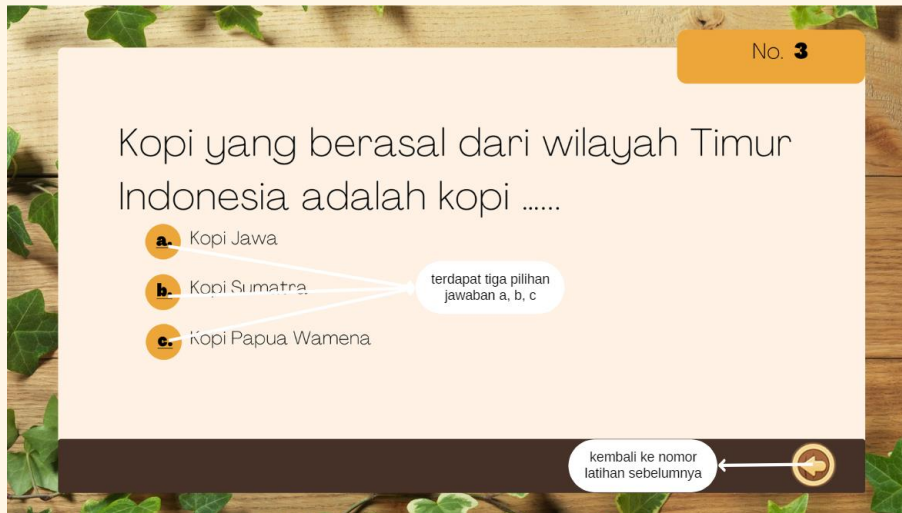 No. 3
Kopi yang berasal dari wilayah Timur
Indonesia adalah kopi ......
a. Kopi Jawa
b. Kopi Sumatra
c. Kopi Papua Wamena
terdapat tiga pilihan
jawaban a, b, c
kembali ke nomor
latihan sebelumnya